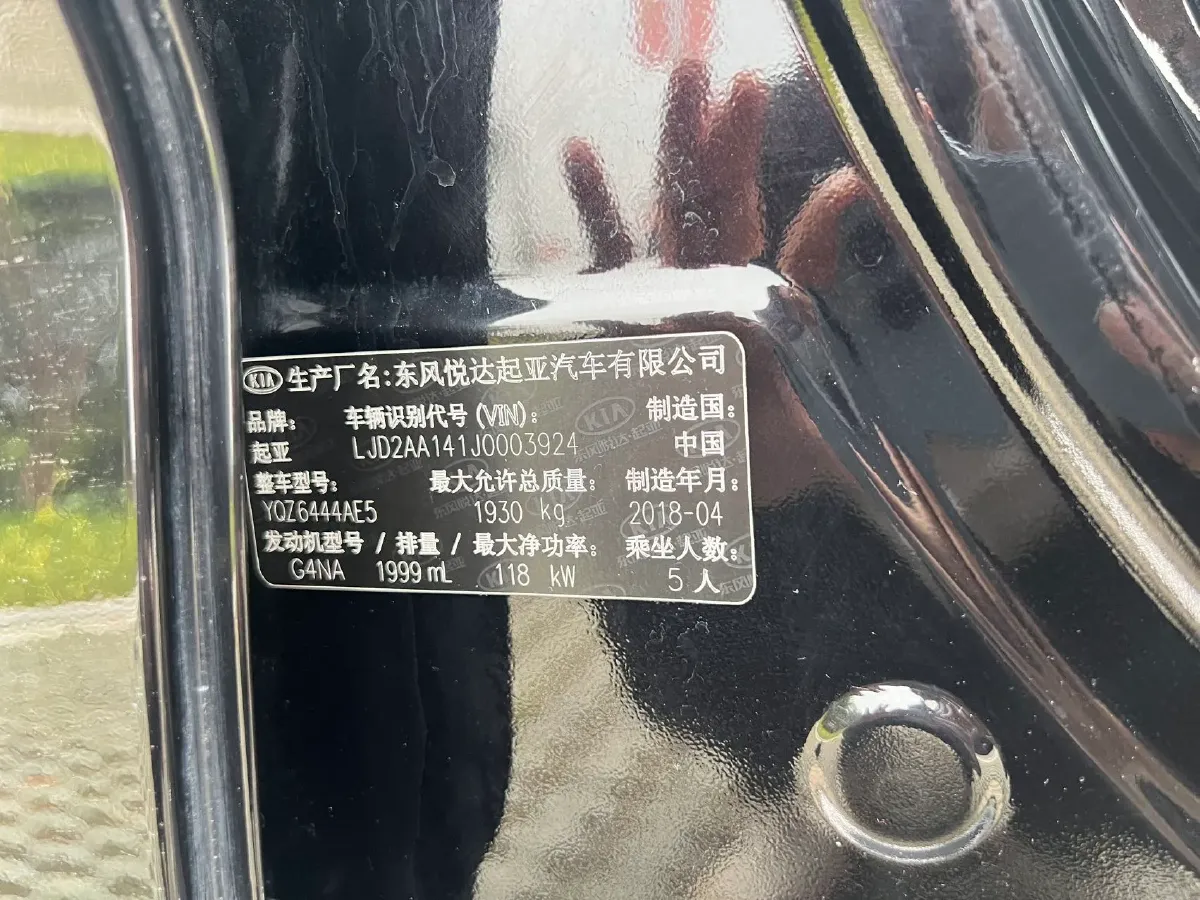 KIA 生产厂名:东风悦达起亚汽车有限公司
品牌: 车辆识别代号(VIN): 制造国:
起亚 LJD2AA141J0003924 中国
整车型号: 最大允许总质量: 制造年月:
YQZ6444AE5 1930 kg 2018-04
发动机型号 / 排量 / 最大净功率: 乘坐人数:
G4NA 1999 mL 118 kW 5 人